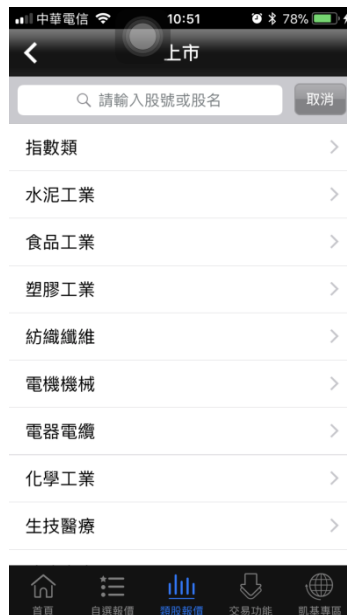 中華電信 10:51 78%
上市
請輸入股號或股名 取消
指數類
水泥工業
食品工業
塑膠工業
紡織纖維
電機機械
電器電纜
化學工業
生技醫療
首頁 自選報價 類股報價 交易功能 凱基專區